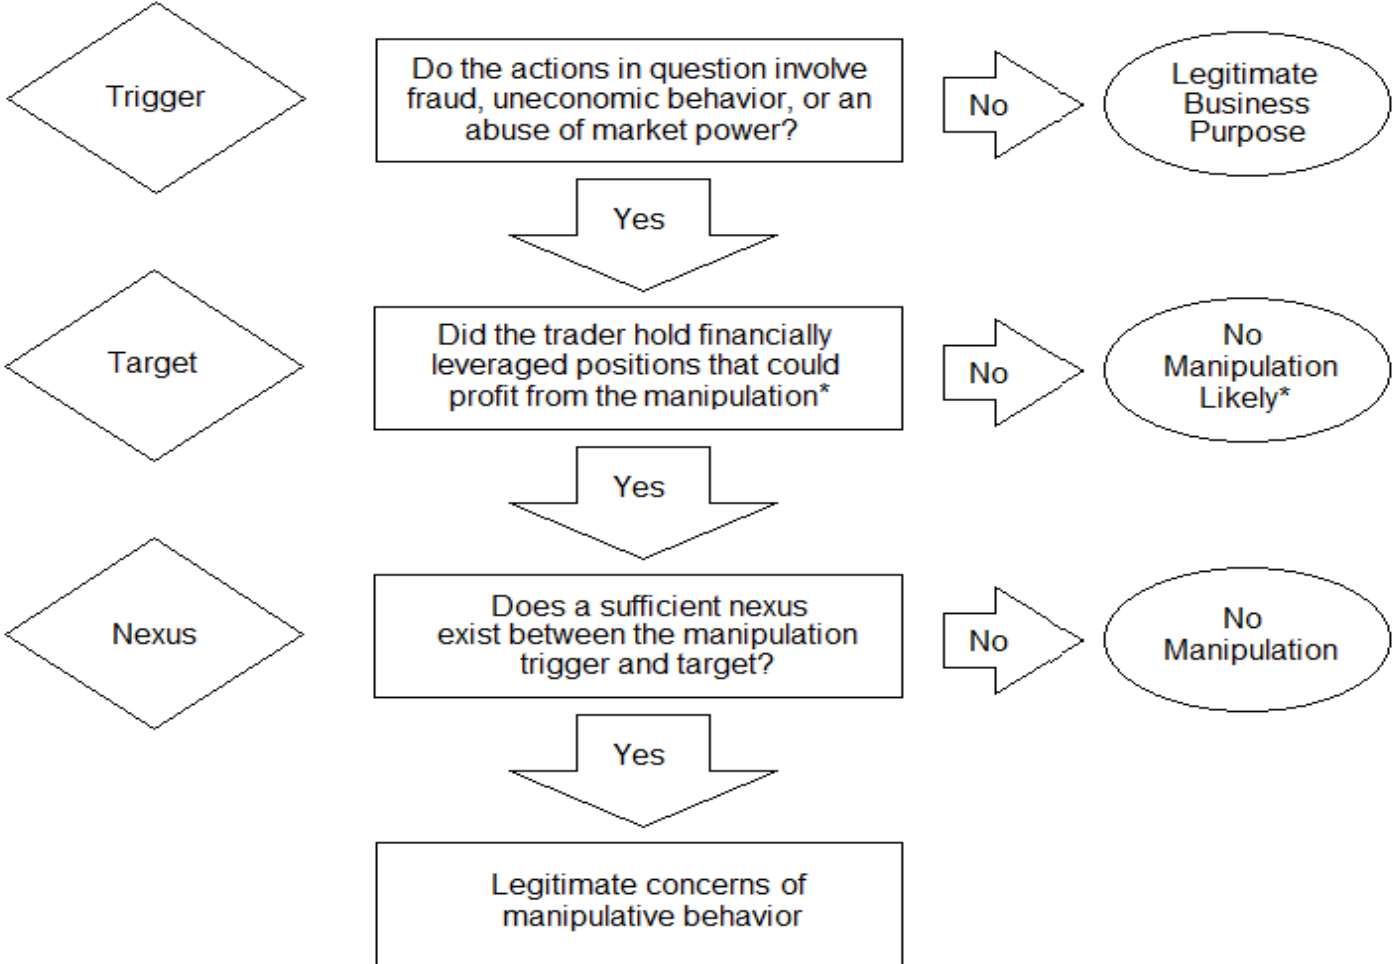 Trigger
Do the actions in question involve
fraud, uneconomic behavior, or an
abuse of market power?
No
Legitimate
Business
Purpose
Yes
Target
Did the trader hold financially
leveraged positions that could
profit from the manipulation*
No
No
Manipulation
Likely*
Yes
Nexus
Does a sufficient nexus
exist between the manipulation
trigger and target?
No
No
Manipulation
Yes
Legitimate concerns of
manipulative behavior